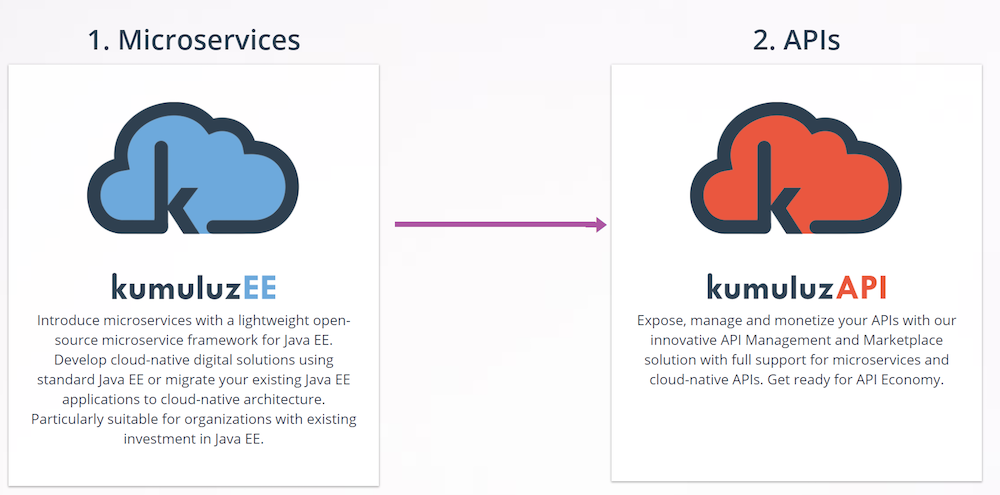 1. Microservices
kumuluzEE
Introduce microservices with a lightweight open-
source microservice framework for Java EE.
Develop cloud-native digital solutions using
standard Java EE or migrate your existing Java EE
applications to cloud-native architecture.
Particularly suitable for organizations with existing
investment in Java EE.
2. APIs
kumuluzAPI
Expose, manage and monetize your APIs with our
innovative API Management and Marketplace
solution with full support for microservices and
cloud-native APIs. Get ready for API Economy.